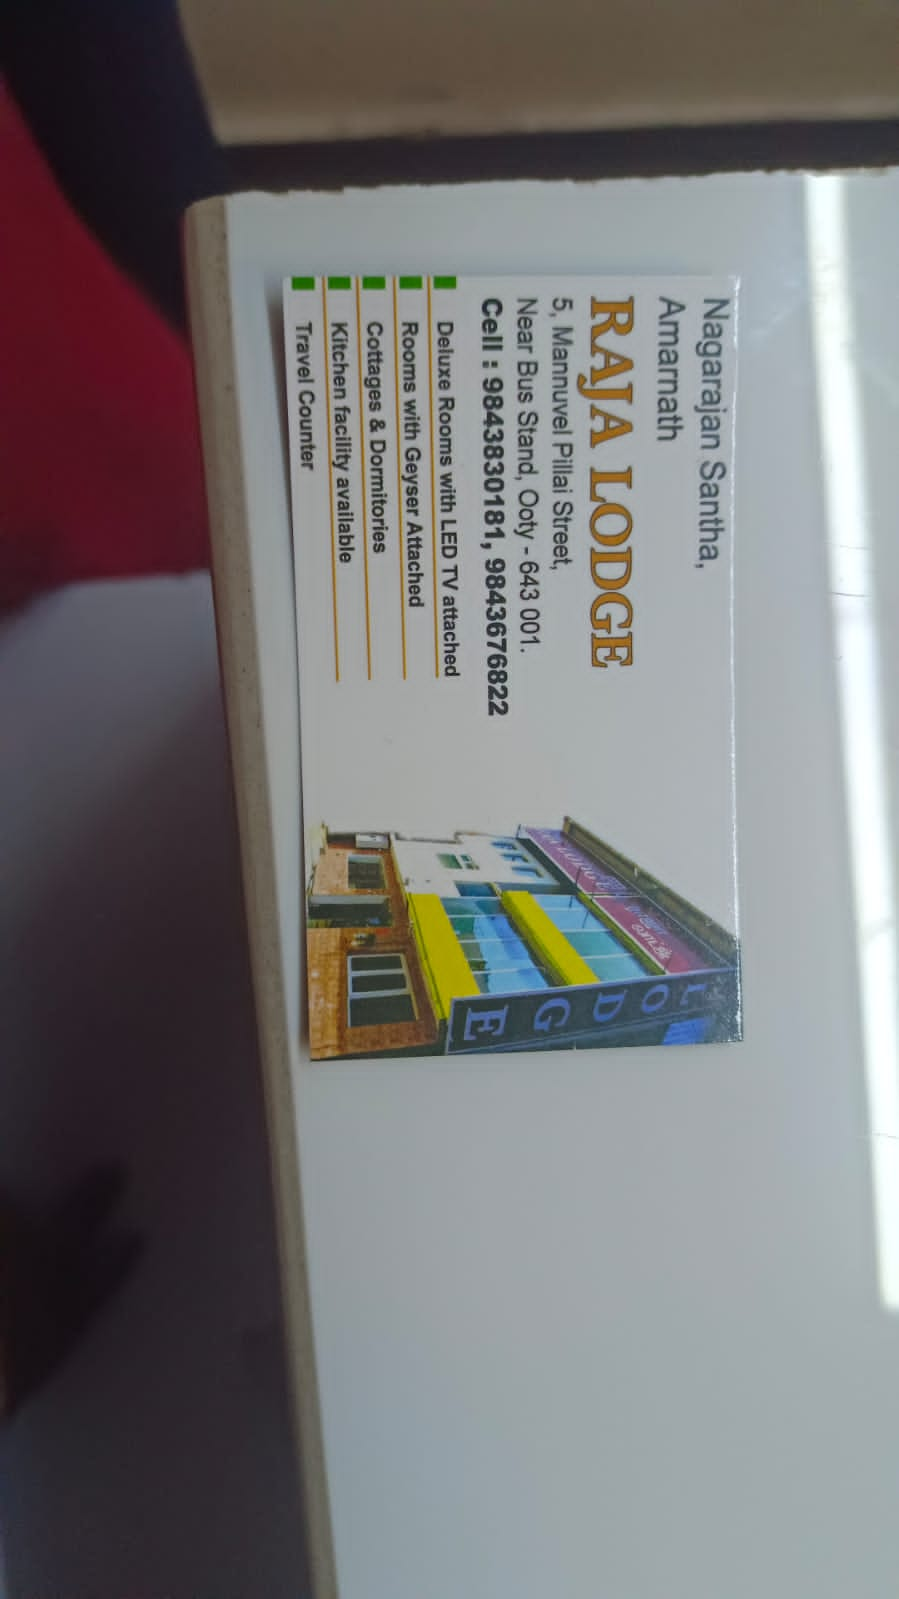 Nagarajan Santha,
Amarnath
RAJA LODGE
5, Mannuvel Pillai Street,
Near Bus Stand, Ooty - 643 001.
Cell : 9843830181, 9843676822
Deluxe Rooms with LED TV attached
Rooms with Geyser Attached
Cottages & Dormitories
Kitchen facility available
Travel Counter
LODGE